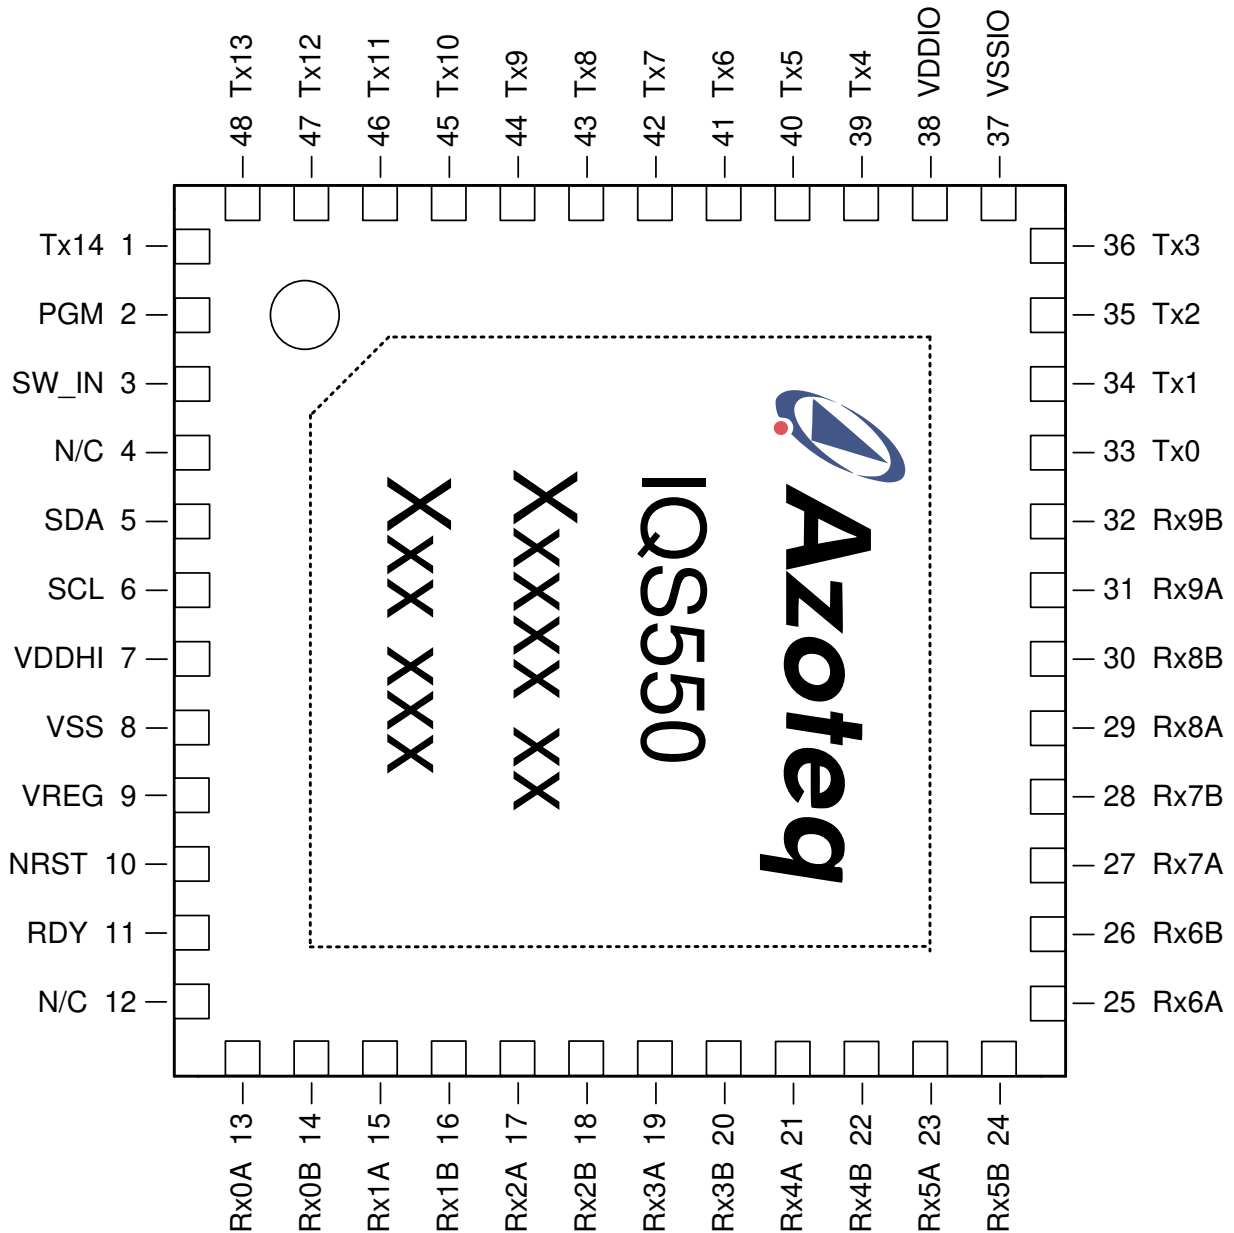 48 Tx13
47 Tx12
46 Tx11
45 Tx10
44 Tx9
43 Tx8
42 Tx7
41 Tx6
40 Tx5
39 Tx4
38 VDDIO
37 VSSIO
Tx14 1
PGM 2
SW_IN 3
N/C 4
SDA 5
SCL 6
VDDHI 7
VSS 8
VREG 9
NRST 10
RDY 11
N/C 12
Azoteq
IQS550
Xxxxx xx
Xxx xxx
36 Tx3
35 Tx2
34 Tx1
33 Tx0
32 Rx9B
31 Rx9A
30 Rx8B
29 Rx8A
28 Rx7B
27 Rx7A
26 Rx6B
25 Rx6A
Rx0A 13
Rx0B 14
Rx1A 15
Rx1B 16
Rx2A 17
Rx2B 18
Rx3A 19
Rx3B 20
Rx4A 21
Rx4B 22
Rx5A 23
Rx5B 24